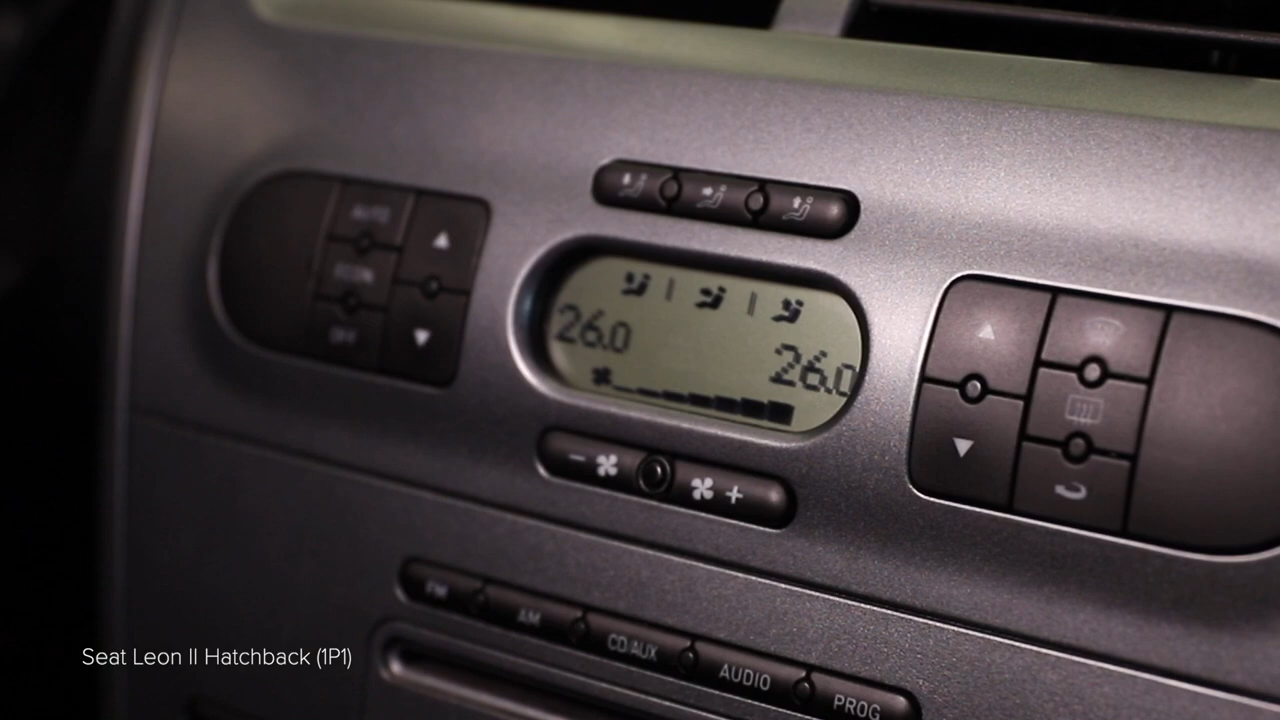 AUTO
ECON
OFF
26.0
26.0
- +
FM AM CD/AUX AUDIO PROG
Seat Leon II Hatchback (1P1)